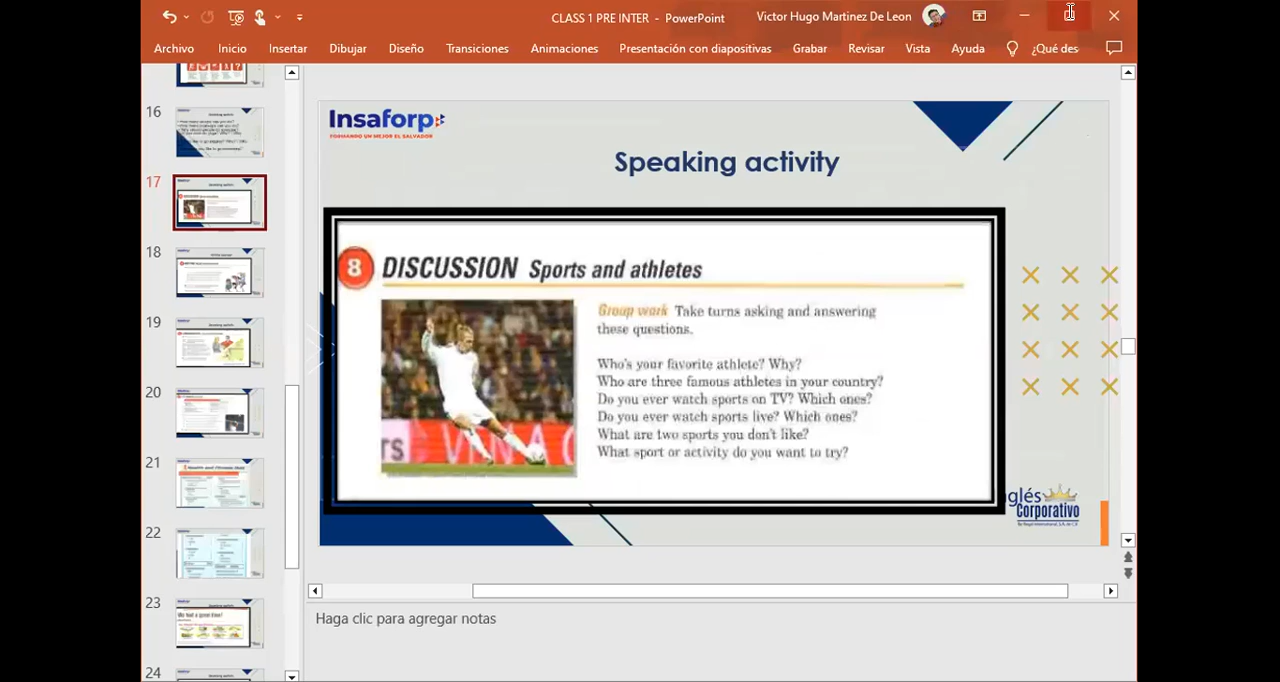 CLASS 1 PRE INTER - PowerPoint
Victor Hugo Martinez De Leon
Archivo Inicio Insertar Dibujar Diseño Transiciones Animaciones Presentación con diapositivas Grabar Revisar Vista Ayuda ¿Qué des
16
17
18
19
20
21
22
23
24
Insaforp
FORMANDO UN MEJOR EL SALVADOR
Speaking activity
8 DISCUSSION Sports and athletes
Group work Take turns asking and answering
these questions.
Who's your favorite athlete? Why?
Who are three famous athletes in your country?
Do you ever watch sports on TV? Which ones?
Do you ever watch sports live? Which ones?
What are two sports you don't like?
What sport or activity do you want to try?
glés
Corporativo
Haga clic para agregar notas